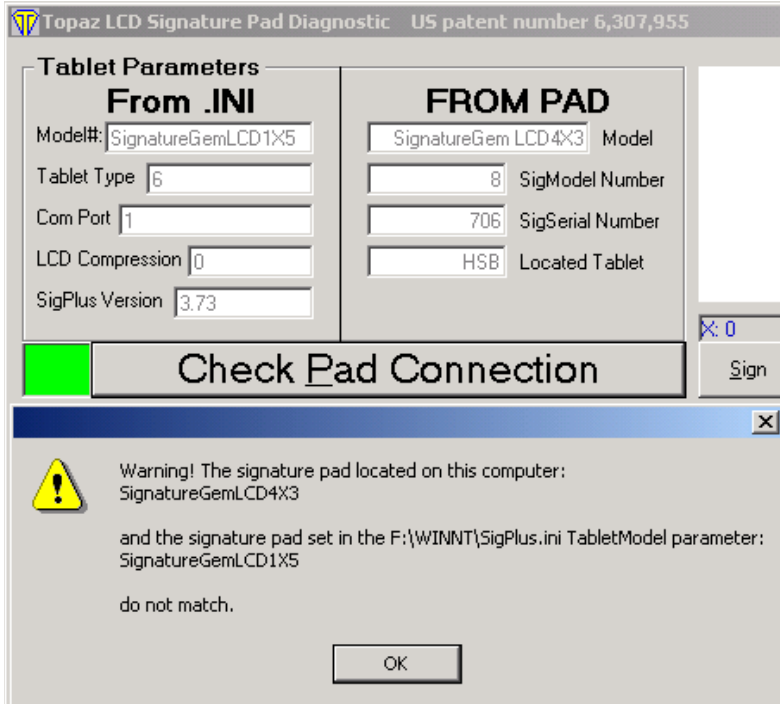 Topaz LCD Signature Pad Diagnostic US patent number 6,307,955
Tablet Parameters
From .INI
Model#: SignatureGemLCD1X5
Tablet Type 6
Com Port 1
LCD Compression 0
SigPlus Version 3.73
FROM PAD
SignatureGem LCD4X3 Model
8 SigModel Number
706 SigSerial Number
HSB Located Tablet
X: 0
Check Pad Connection
Sign
Warning! The signature pad located on this computer:
SignatureGemLCD4X3
and the signature pad set in the F:\WINNT\SigPlus.ini TabletModel parameter:
SignatureGemLCD1X5
do not match.
OK